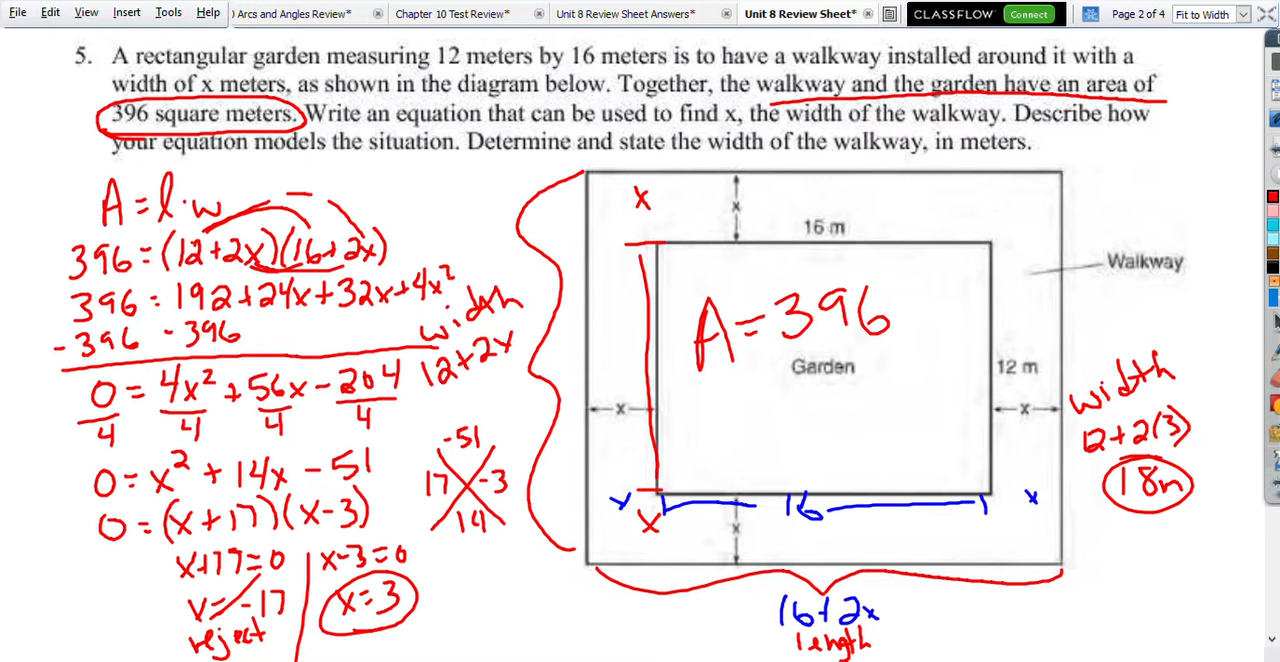 File Edit View Insert Tools Help ) Arcs and Angles Review* Chapter 10 Test Review* Unit 8 Review Sheet Answers* Unit 8 Review Sheet* CLASSFLOW Connect Page 2 of 4 Fit to Width
5. A rectangular garden measuring 12 meters by 16 meters is to have a walkway installed around it with a
width of x meters, as shown in the diagram below. Together, the walkway and the garden have an area of
396 square meters. Write an equation that can be used to find x, the width of the walkway. Describe how
your equation models the situation. Determine and state the width of the walkway, in meters.
A = l·w
396 = (12+2x)(16+2x)
396 = 192+24x+32x+4x²
-396 -396
0 = 4x² + 56x - 204
4 4 4 4
0 = x² + 14x - 51
0 = (x+17)(x-3)
x+17=0 | x-3=0
x=-17 x=3
reject
-51
17 -3
14
width
12+2x
x
x
16 m
Walkway
A=396
Garden
12 m
x
x
width
12+2(3)
18m
x
x
16
x
x
16+2x
length